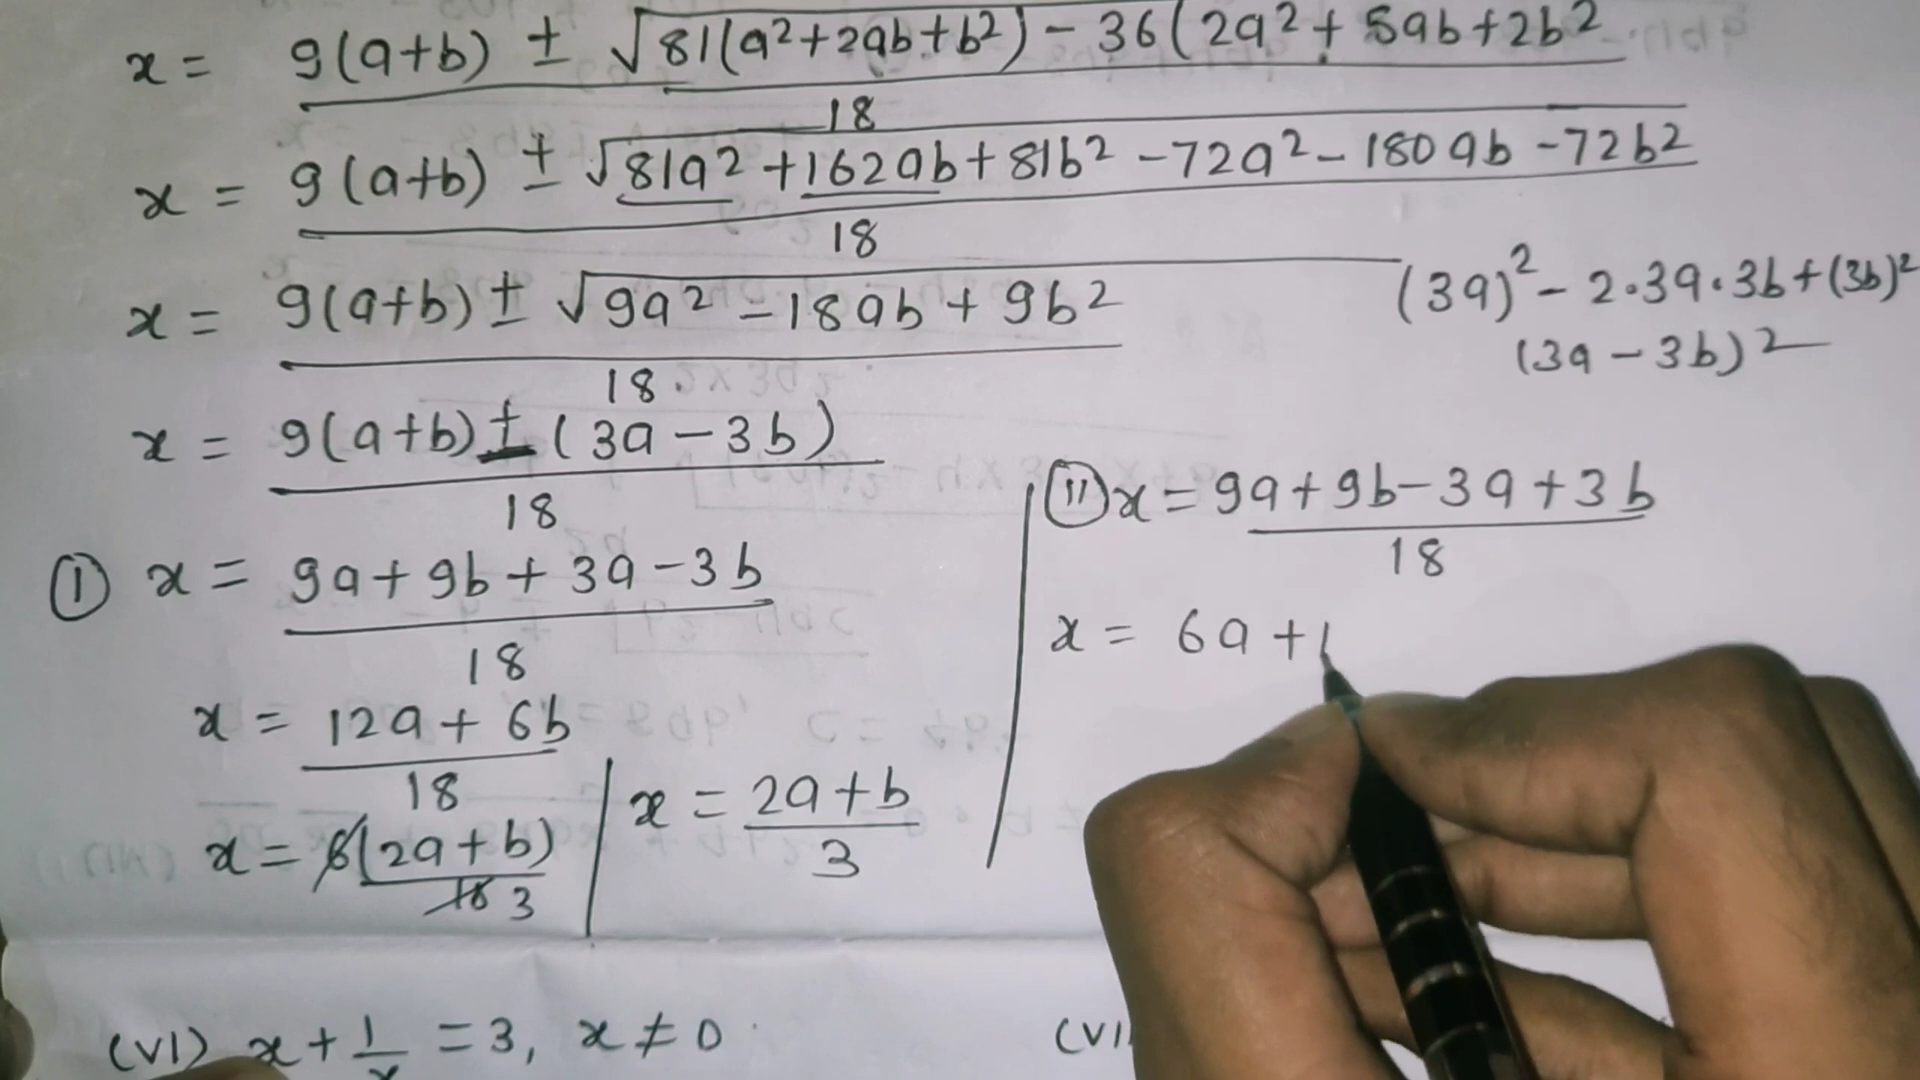 x = 9(a+b) ± √81(a²+2ab+b²) - 36(2a²+5ab+2b²
18
x = 9(a+b) ± √81a²+162ab+81b²-72a²-180ab-72b²
18
x = 9(a+b) ± √9a²-18ab+9b²
18
(3a)²-2·3a·3b+(3b)²
(3a-3b)²
x = 9(a+b) ± (3a-3b)
18
(I) x = 9a+9b+3a-3b
18
x = 12a+6b
18
x = 6(2a+b)
18 3
x = 2a+b
3
(II) x = 9a+9b-3a+3b
18
x = 6a+1
(VI) x + 1/x = 3, x ≠ 0
(VI